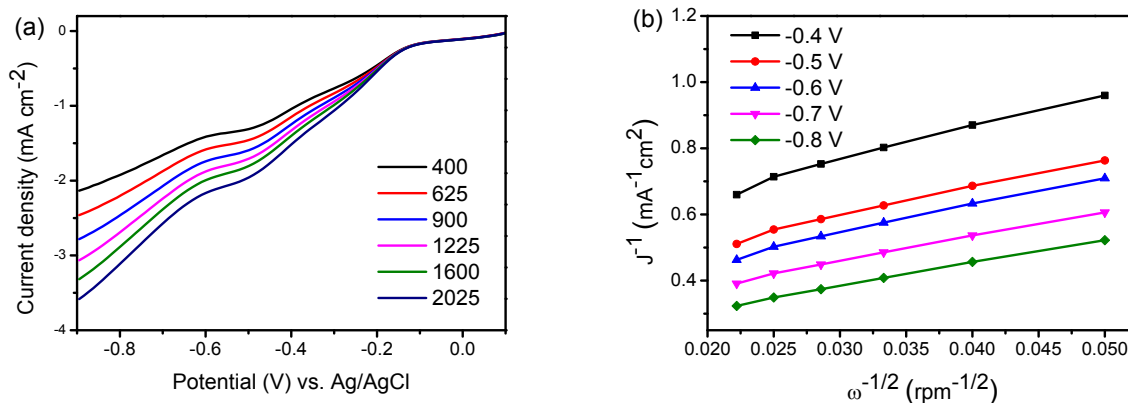 (a)
0
-1
-2
-3
-4
Current density (mA cm⁻²)
400
625
900
1225
1600
2025
-0.8
-0.6
-0.4
-0.2
0.0
Potential (V) vs. Ag/AgCl
(b)
1.2
1.0
0.8
0.6
0.4
J⁻¹ (mA⁻¹cm²)
-0.4 V
-0.5 V
-0.6 V
-0.7 V
-0.8 V
0.020
0.025
0.030
0.035
0.040
0.045
0.050
ω⁻¹/² (rpm⁻¹/²)